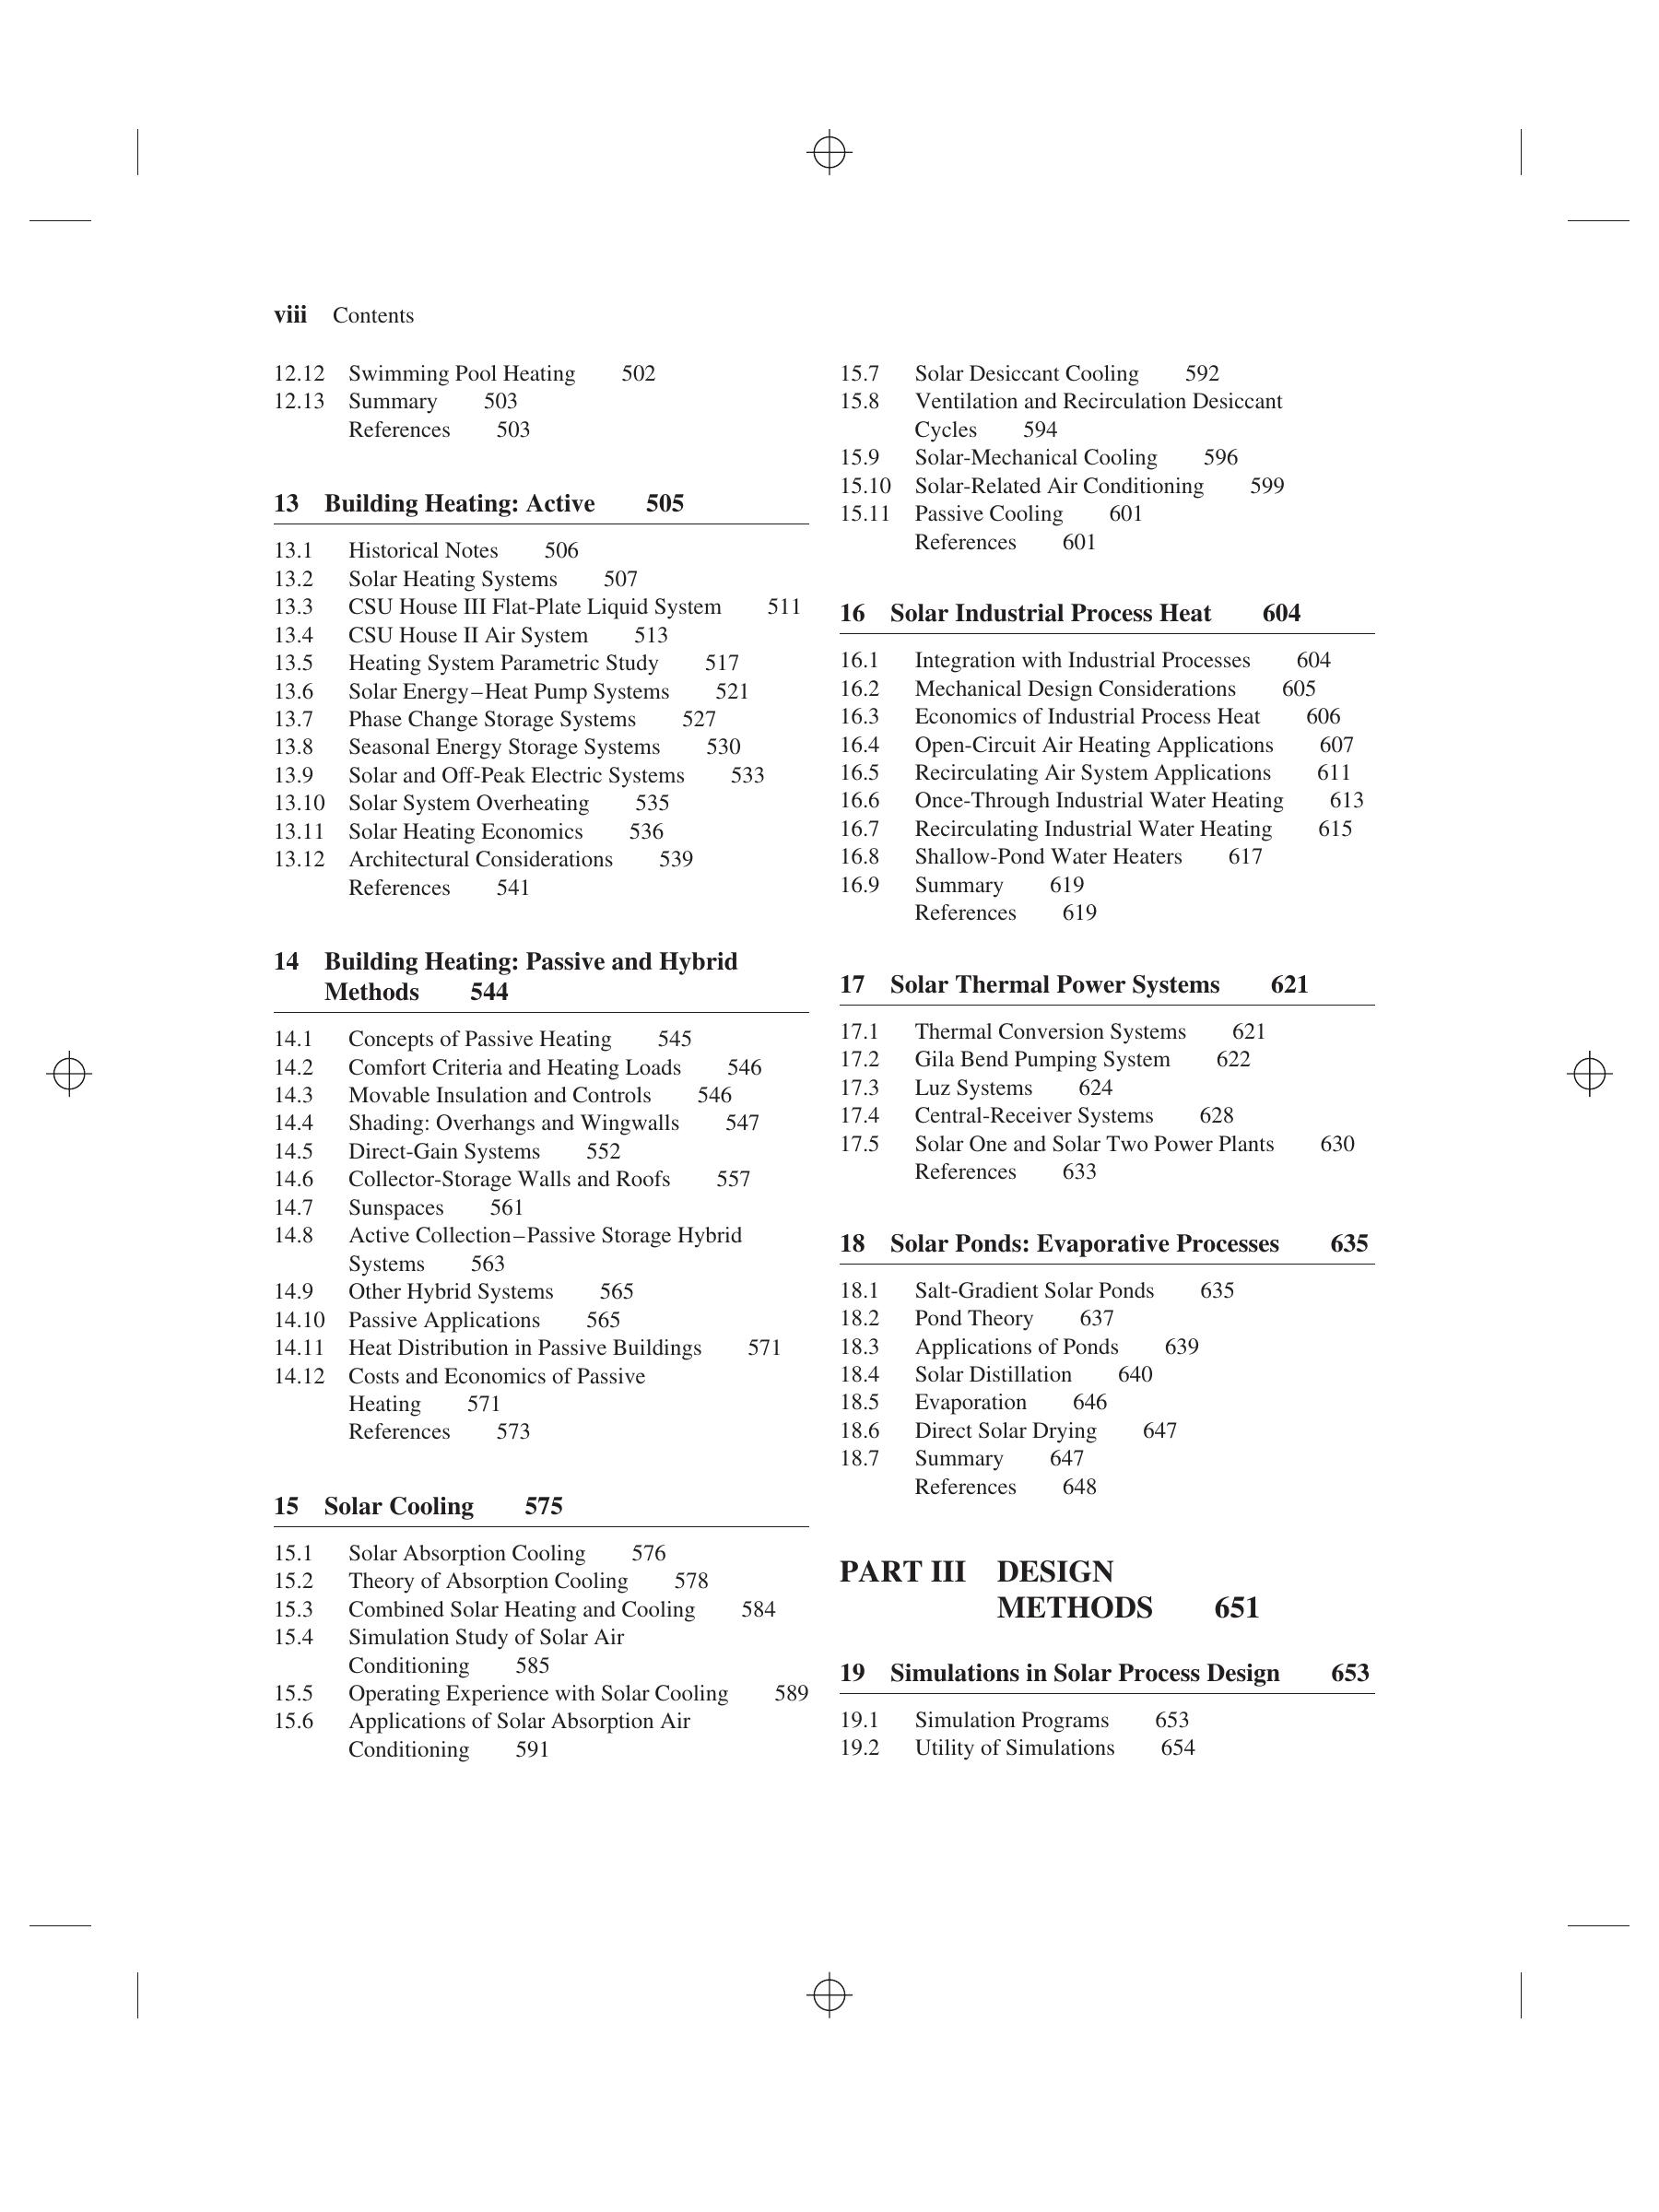 viii Contents
12.12 Swimming Pool Heating 502
12.13 Summary 503
References 503
13 Building Heating: Active 505
13.1 Historical Notes 506
13.2 Solar Heating Systems 507
13.3 CSU House III Flat-Plate Liquid System 511
13.4 CSU House II Air System 513
13.5 Heating System Parametric Study 517
13.6 Solar Energy–Heat Pump Systems 521
13.7 Phase Change Storage Systems 527
13.8 Seasonal Energy Storage Systems 530
13.9 Solar and Off-Peak Electric Systems 533
13.10 Solar System Overheating 535
13.11 Solar Heating Economics 536
13.12 Architectural Considerations 539
References 541
14 Building Heating: Passive and Hybrid
Methods 544
14.1 Concepts of Passive Heating 545
14.2 Comfort Criteria and Heating Loads 546
14.3 Movable Insulation and Controls 546
14.4 Shading: Overhangs and Wingwalls 547
14.5 Direct-Gain Systems 552
14.6 Collector-Storage Walls and Roofs 557
14.7 Sunspaces 561
14.8 Active Collection–Passive Storage Hybrid
Systems 563
14.9 Other Hybrid Systems 565
14.10 Passive Applications 565
14.11 Heat Distribution in Passive Buildings 571
14.12 Costs and Economics of Passive
Heating 571
References 573
15 Solar Cooling 575
15.1 Solar Absorption Cooling 576
15.2 Theory of Absorption Cooling 578
15.3 Combined Solar Heating and Cooling 584
15.4 Simulation Study of Solar Air
Conditioning 585
15.5 Operating Experience with Solar Cooling 589
15.6 Applications of Solar Absorption Air
Conditioning 591
15.7 Solar Desiccant Cooling 592
15.8 Ventilation and Recirculation Desiccant
Cycles 594
15.9 Solar-Mechanical Cooling 596
15.10 Solar-Related Air Conditioning 599
15.11 Passive Cooling 601
References 601
16 Solar Industrial Process Heat 604
16.1 Integration with Industrial Processes 604
16.2 Mechanical Design Considerations 605
16.3 Economics of Industrial Process Heat 606
16.4 Open-Circuit Air Heating Applications 607
16.5 Recirculating Air System Applications 611
16.6 Once-Through Industrial Water Heating 613
16.7 Recirculating Industrial Water Heating 615
16.8 Shallow-Pond Water Heaters 617
16.9 Summary 619
References 619
17 Solar Thermal Power Systems 621
17.1 Thermal Conversion Systems 621
17.2 Gila Bend Pumping System 622
17.3 Luz Systems 624
17.4 Central-Receiver Systems 628
17.5 Solar One and Solar Two Power Plants 630
References 633
18 Solar Ponds: Evaporative Processes 635
18.1 Salt-Gradient Solar Ponds 635
18.2 Pond Theory 637
18.3 Applications of Ponds 639
18.4 Solar Distillation 640
18.5 Evaporation 646
18.6 Direct Solar Drying 647
18.7 Summary 647
References 648
PART III DESIGN
METHODS 651
19 Simulations in Solar Process Design 653
19.1 Simulation Programs 653
19.2 Utility of Simulations 654